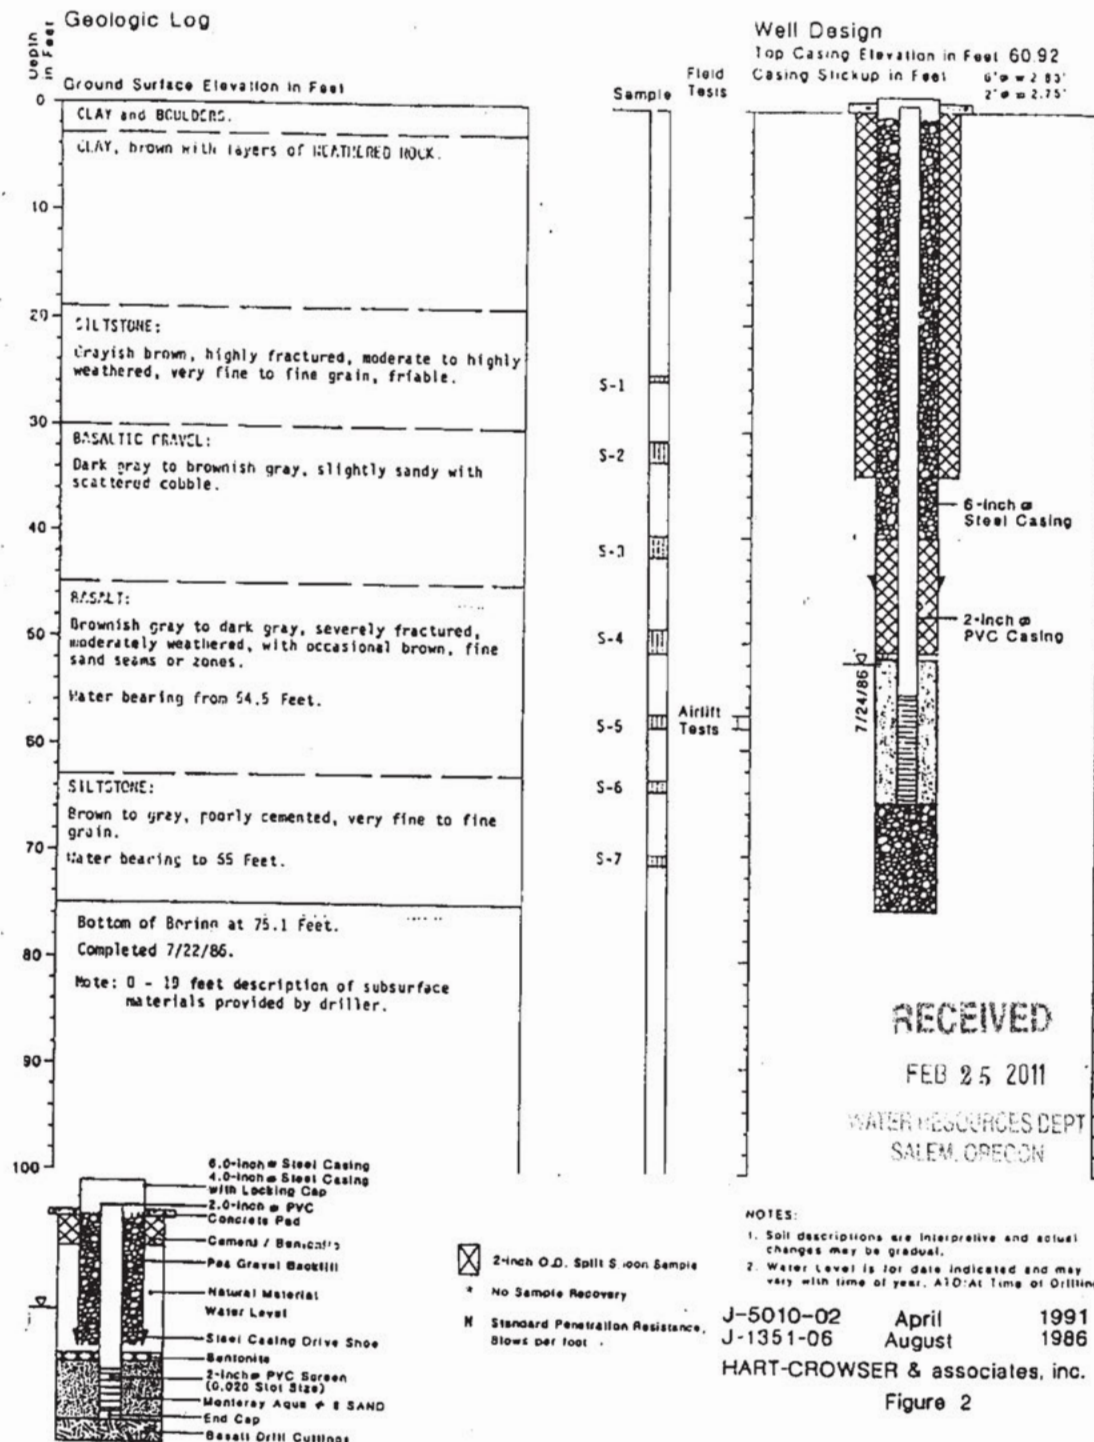 Geologic Log
Depth
in Feet
Ground Surface Elevation in Feet
0
CLAY and BOULDERS.
CLAY, brown with layers of WEATHERED ROCK.
10
20
SILTSTONE:
Grayish brown, highly fractured, moderate to highly
weathered, very fine to fine grain, friable.
30
BASALTIC GRAVEL:
Dark gray to brownish gray, slightly sandy with
scattered cobble.
40
BASALT:
Brownish gray to dark gray, severely fractured,
moderately weathered, with occasional brown, fine
sand seams or zones.
50
Water bearing from 54.5 Feet.
60
SILTSTONE:
Brown to gray, poorly cemented, very fine to fine
grain.
70
Water bearing to 55 Feet.
Bottom of Boring at 75.1 Feet.
80
Completed 7/22/86.
Note: 0 - 19 feet description of subsurface
materials provided by driller.
90
100
Sample
Field
Tests
S-1
S-2
S-3
S-4
S-5
Airlift
Tests
S-6
S-7
Well Design
Top Casing Elevation in Feet 60.92
Casing Stickup in Feet 6"ø = 2.83'
2"ø = 2.75'
6-inch ø
Steel Casing
2-inch ø
PVC Casing
7/24/86
RECEIVED
FEB 25 2011
WATER RESOURCES DEPT
SALEM, OREGON
6.0-inch ø Steel Casing
4.0-inch ø Steel Casing
with Locking Cap
2.0-inch ø PVC
Concrete Pad
Cement / Bentonite
Pea Gravel Backfill
Natural Material
Water Level
Steel Casing Drive Shoe
Bentonite
2-inch ø PVC Screen
(0.020 Slot Size)
Monterey Aqua # 8 SAND
End Cap
Basalt Drill Cuttings
2-inch O.D. Split Spoon Sample
* No Sample Recovery
N Standard Penetration Resistance,
Blows per foot
NOTES:
1. Soil descriptions are interpretive and actual
changes may be gradual.
2. Water Level is for date indicated and may
vary with time of year. ATD:At Time of Drilling
J-5010-02 April 1991
J-1351-06 August 1986
HART-CROWSER & associates, inc.
Figure 2